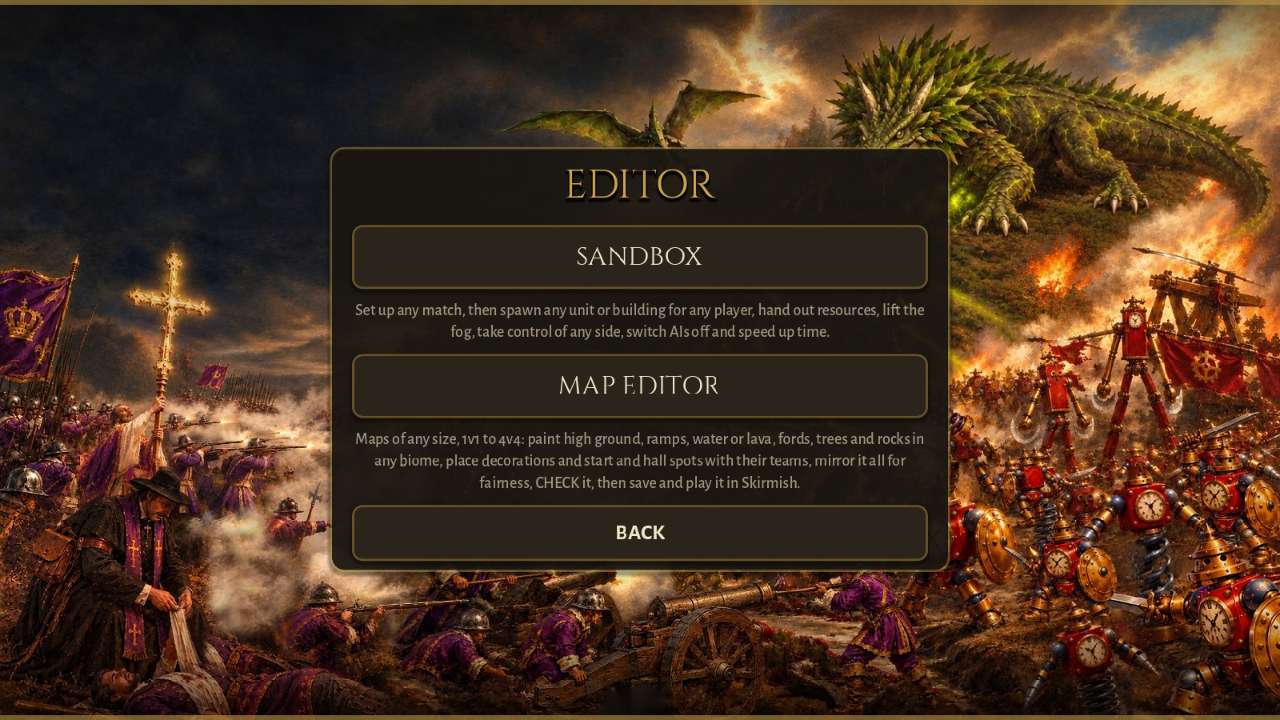 EDITOR
SANDBOX
Set up any match, then spawn any unit or building for any player, hand out resources, lift the
fog, take control of any side, switch AIs off and speed up time.
MAP EDITOR
Maps of any size, 1v1 to 4v4: paint high ground, ramps, water or lava, fords, trees and rocks in
any biome, place decorations and start and hall spots with their teams, mirror it all for
fairness, CHECK it, then save and play it in Skirmish.
BACK